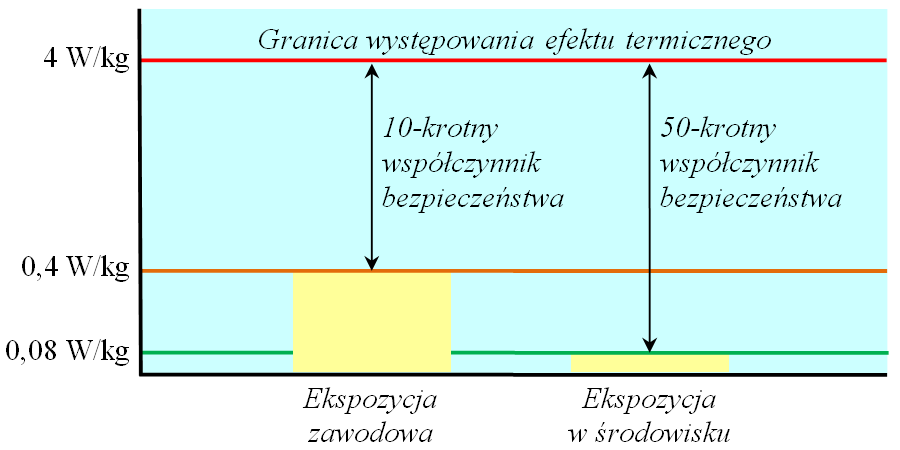 Granica występowania efektu termicznego
4 W/kg
10-krotny
współczynnik
bezpieczeństwa
50-krotny
współczynnik
bezpieczeństwa
0,4 W/kg
0,08 W/kg
Ekspozycja
zawodowa
Ekspozycja
w środowisku